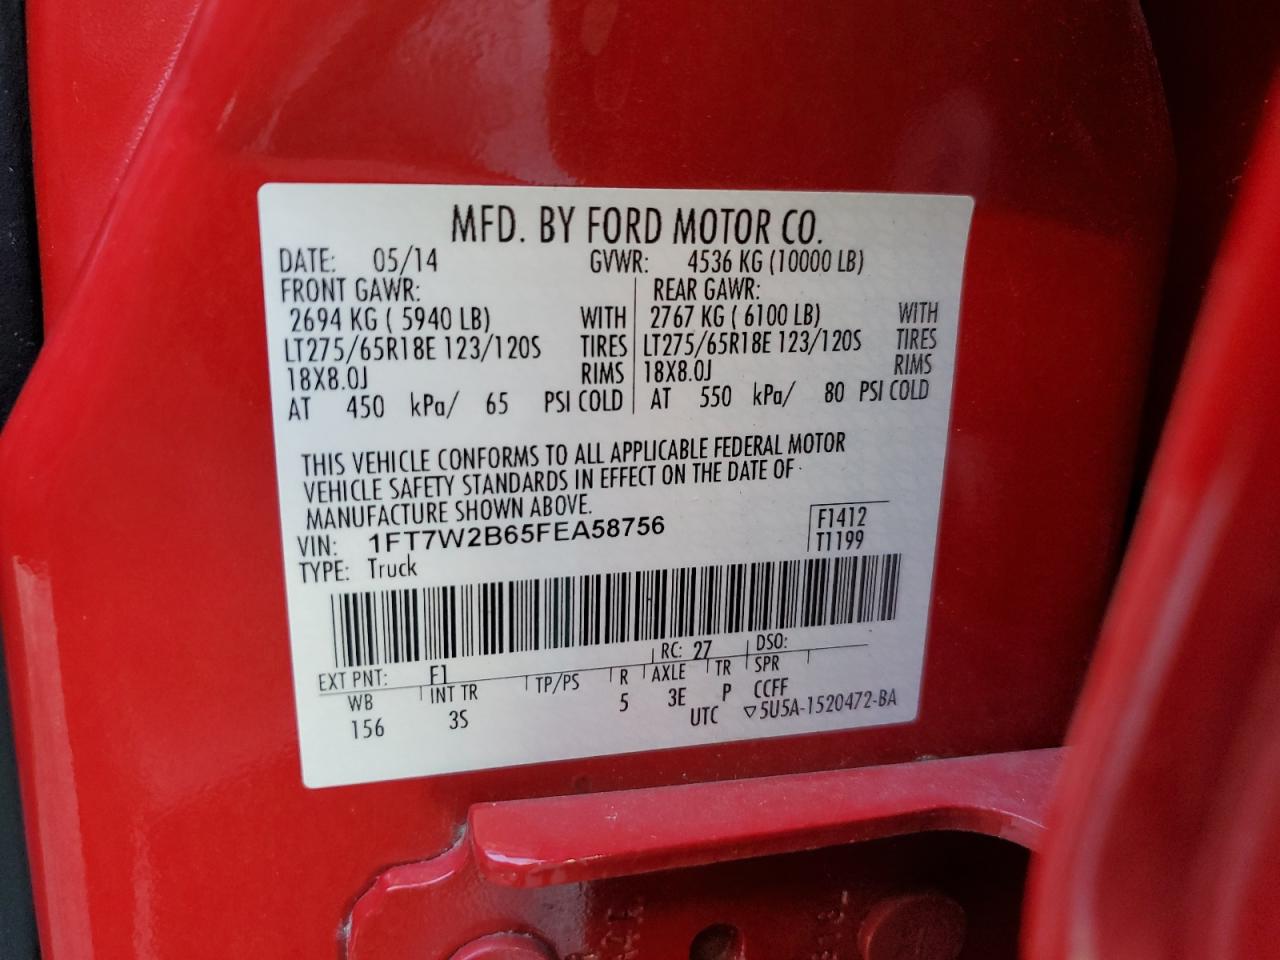 MFD. BY FORD MOTOR CO.
DATE: 05/14 GVWR: 4536 KG (10000 LB)
FRONT GAWR: REAR GAWR:
2694 KG ( 5940 LB) WITH 2767 KG ( 6100 LB) WITH
LT275/65R18E 123/120S TIRES LT275/65R18E 123/120S TIRES
18X8.0J RIMS 18X8.0J RIMS
AT 450 kPa/ 65 PSI COLD AT 550 kPa/ 80 PSI COLD
THIS VEHICLE CONFORMS TO ALL APPLICABLE FEDERAL MOTOR
VEHICLE SAFETY STANDARDS IN EFFECT ON THE DATE OF
MANUFACTURE SHOWN ABOVE.
VIN: 1FT7W2B65FEA58756 F1412
TYPE: Truck T1199
EXT PNT: F1 RC: 27 DSO:
WB INT TR TP/PS R AXLE TR SPR
156 3S 5 3E P CCFF
UTC ▽5U5A-1520472-BA